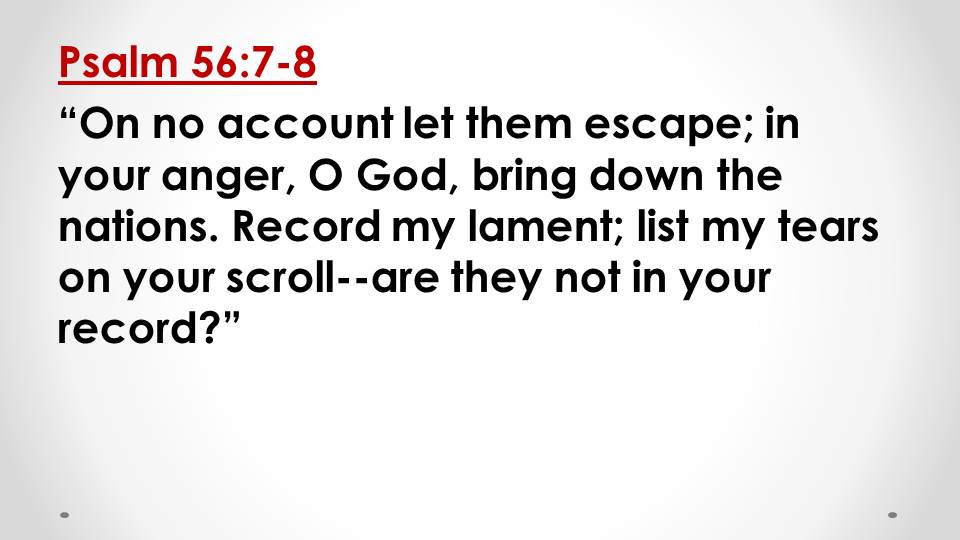 Psalm 56:7-8
“On no account let them escape; in
your anger, O God, bring down the
nations. Record my lament; list my tears
on your scroll--are they not in your
record?”